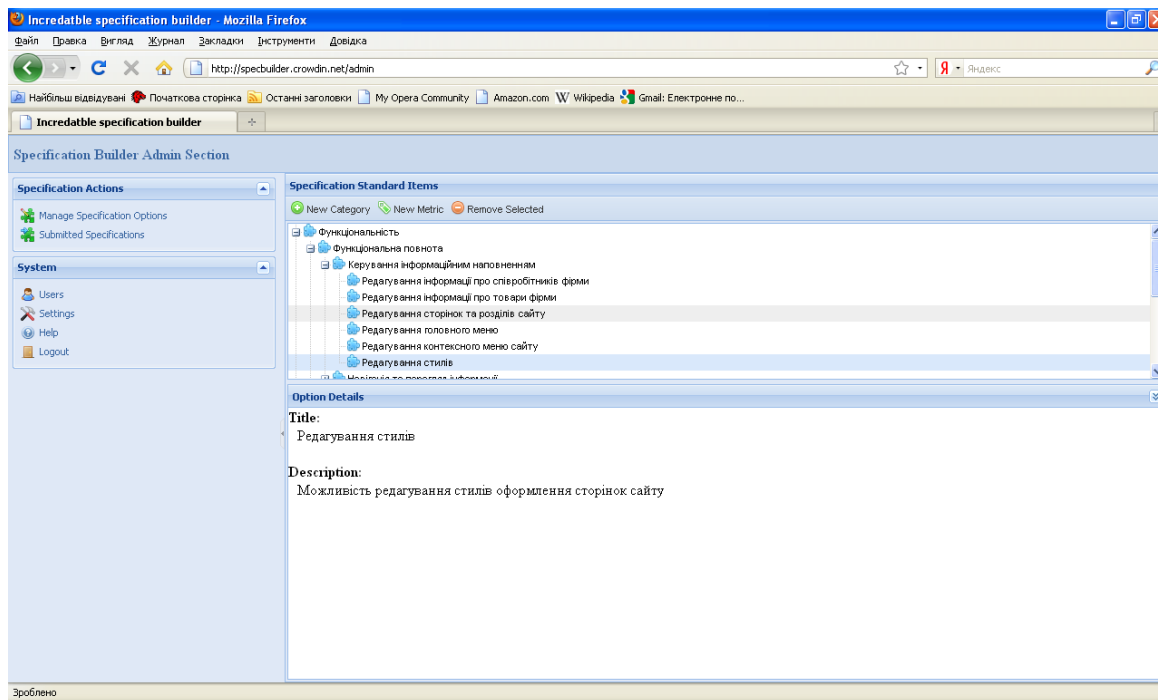 Incredatble specification builder - Mozilla Firefox
Файл Правка Вигляд Журнал Закладки Інструменти Довідка
http://specbuilder.crowdin.net/admin
Я Яндекс
Найбільш відвідувані Початкова сторінка Останні заголовки My Opera Community Amazon.com W Wikipedia Gmail: Електронне по...
Incredatble specification builder
Specification Builder Admin Section
Specification Actions
Manage Specification Options
Submitted Specifications
System
Users
Settings
Help
Logout
Specification Standard Items
New Category New Metric Remove Selected
Функціональність
Функціональна повнота
Керування інформаційним наповненням
Редагування інформації про співробітників фірми
Редагування інформації про товари фірми
Редагування сторінок та розділів сайту
Редагування головного меню
Редагування контексного меню сайту
Редагування стилів
Навігація та перегляд інформації
Option Details
Title:
Редагування стилів
Description:
Можливість редагування стилів оформлення сторінок сайту
Зроблено